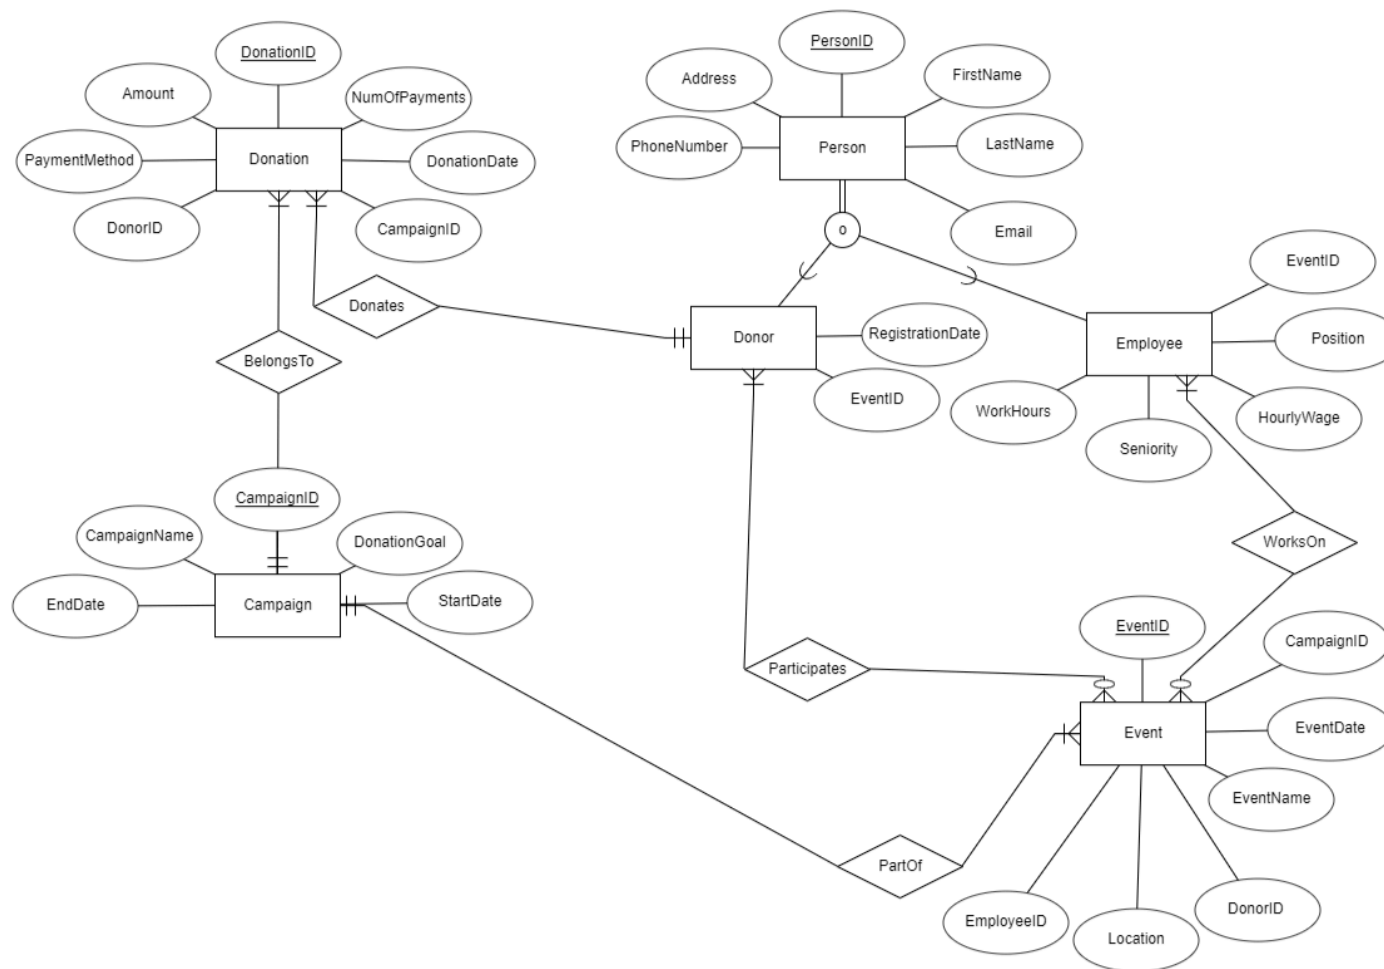 DonationID
PersonID
Address
FirstName
Amount
NumOfPayments
PhoneNumber
Person
LastName
PaymentMethod
Donation
DonationDate
DonorID
CampaignID
o
Email
EventID
Donates
Donor
RegistrationDate
Employee
Position
BelongsTo
EventID
WorkHours
Seniority
HourlyWage
CampaignID
CampaignName
DonationGoal
WorksOn
EndDate
Campaign
StartDate
EventID
CampaignID
Participates
Event
EventDate
EventName
PartOf
EmployeeID
Location
DonorID